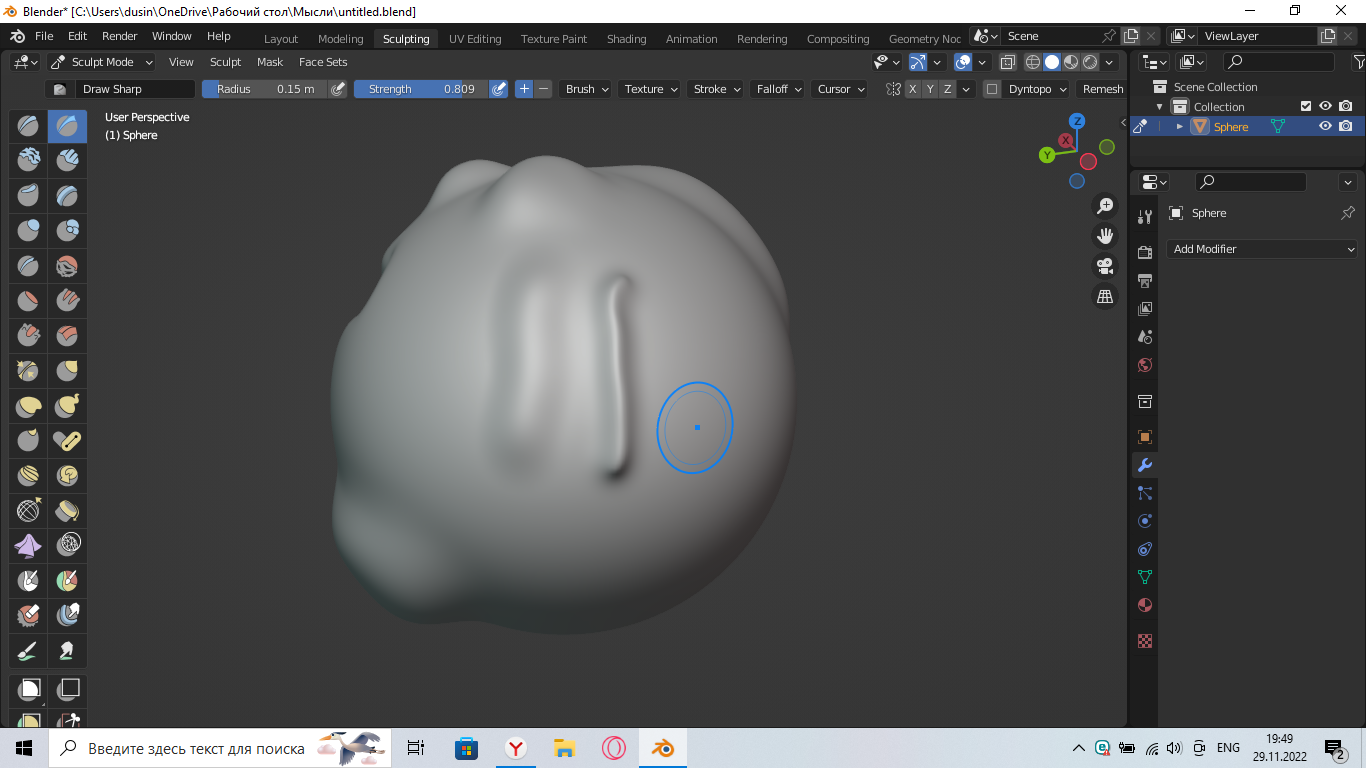 Blender* [C:\Users\dusin\OneDrive\Рабочий стол\Мысли\untitled.blend]
File Edit Render Window Help Layout Modeling Sculpting UV Editing Texture Paint Shading Animation Rendering Compositing Geometry Noc Scene ViewLayer
Sculpt Mode View Sculpt Mask Face Sets
Draw Sharp Radius 0.15 m Strength 0.809 Brush Texture Stroke Falloff Cursor X Y Z Dyntopo Remesh
User Perspective
(1) Sphere
Z
X
Y
Scene Collection
Collection
Sphere
Sphere
Add Modifier
Введите здесь текст для поиска
ENG
19:49
29.11.2022
2